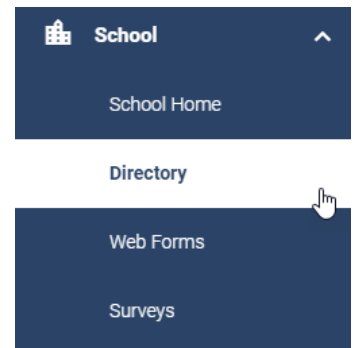 School
School Home
Directory
Web Forms
Surveys